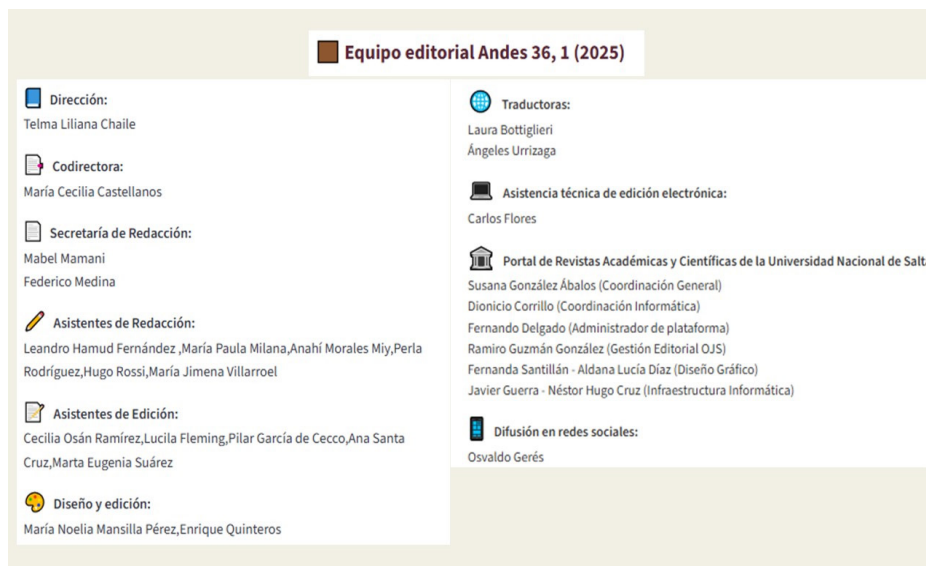 Equipo editorial Andes 36, 1 (2025)
Dirección:
Telma Liliana Chaile
Codirectora:
María Cecilia Castellanos
Secretaría de Redacción:
Mabel Mamani
Federico Medina
Asistentes de Redacción:
Leandro Hamud Fernández ,María Paula Milana,Anahí Morales Miy,Perla
Rodríguez,Hugo Rossi,María Jimena Villarroel
Asistentes de Edición:
Cecilia Osán Ramírez,Lucila Fleming,Pilar García de Cecco,Ana Santa
Cruz,Marta Eugenia Suárez
Diseño y edición:
María Noelia Mansilla Pérez,Enrique Quinteros
Traductoras:
Laura Bottiglieri
Ángeles Urrizaga
Asistencia técnica de edición electrónica:
Carlos Flores
Portal de Revistas Académicas y Científicas de la Universidad Nacional de Salt
Susana González Ábalos (Coordinación General)
Dionicio Corrillo (Coordinación Informática)
Fernando Delgado (Administrador de plataforma)
Ramiro Guzmán González (Gestión Editorial OJS)
Fernanda Santillán - Aldana Lucía Díaz (Diseño Gráfico)
Javier Guerra - Néstor Hugo Cruz (Infraestructura Informática)
Difusión en redes sociales:
Osvaldo Gerés